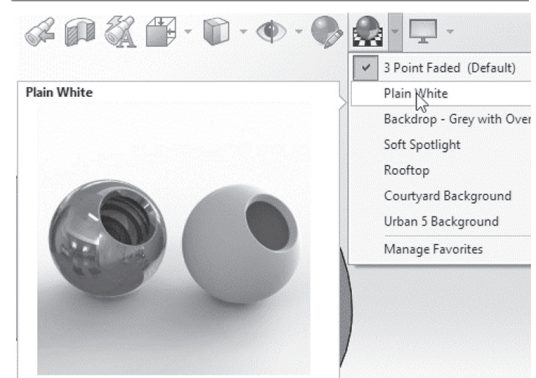 3 Point Faded (Default)
Plain White
Plain White
Backdrop - Grey with Over
Soft Spotlight
Rooftop
Courtyard Background
Urban 5 Background
Manage Favorites